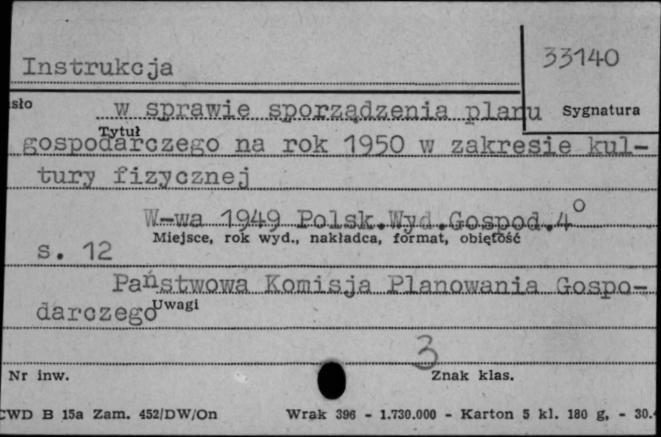 33140
Instrukcja
sło
w sprawie sporządzenia planu
Sygnatura
Tytuł
gospodarczego na rok 1950 w zakresie kul-
tury fizycznej
W-wa 1949 Polsk.Wyd.Gospod.4°
Miejsce, rok wyd., nakładca, format, objętość
s. 12
Państwowa Komisja Planowania Gospo-
darczego
Uwagi
3
Nr inw.
Znak klas.
CWD B 15a Zam. 452/DW/On
Wrak 396 - 1.730.000 - Karton 5 kl. 180 g. - 30.